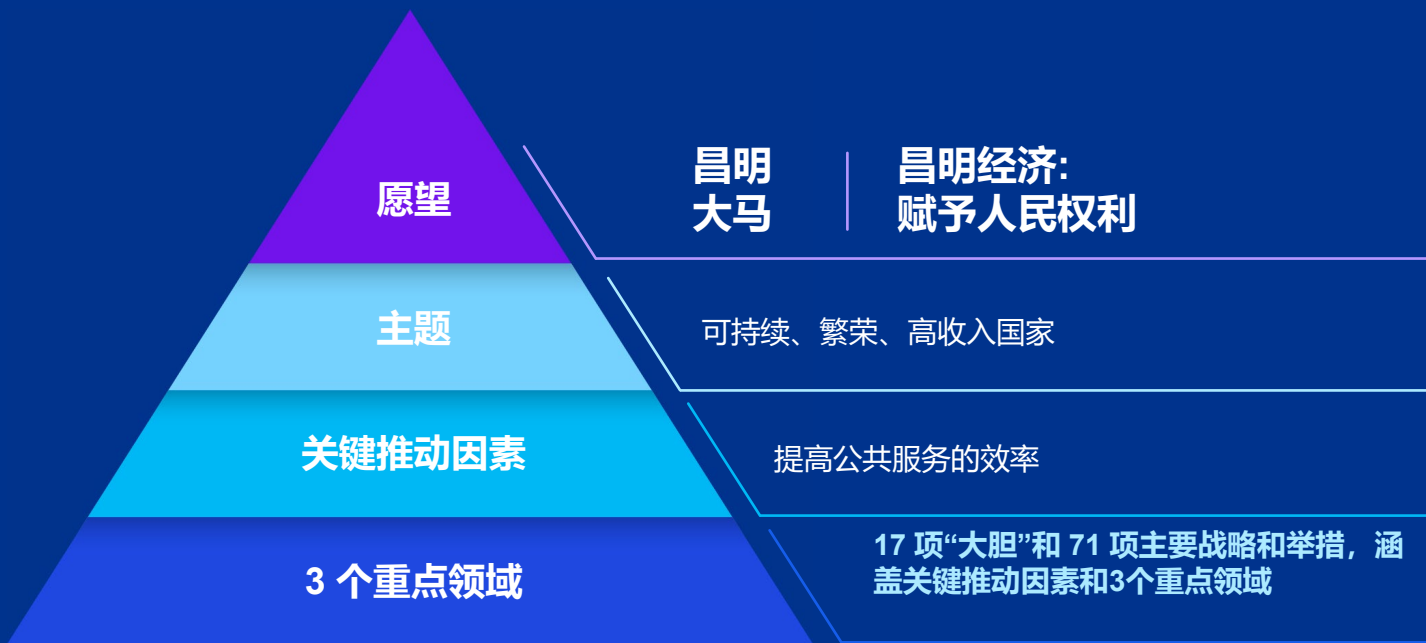 愿望
昌明
大马
昌明经济:
赋予人民权利
主题
可持续、繁荣、高收入国家
关键推动因素
提高公共服务的效率
3 个重点领域
17 项“大胆”和 71 项主要战略和举措，涵
盖关键推动因素和3个重点领域